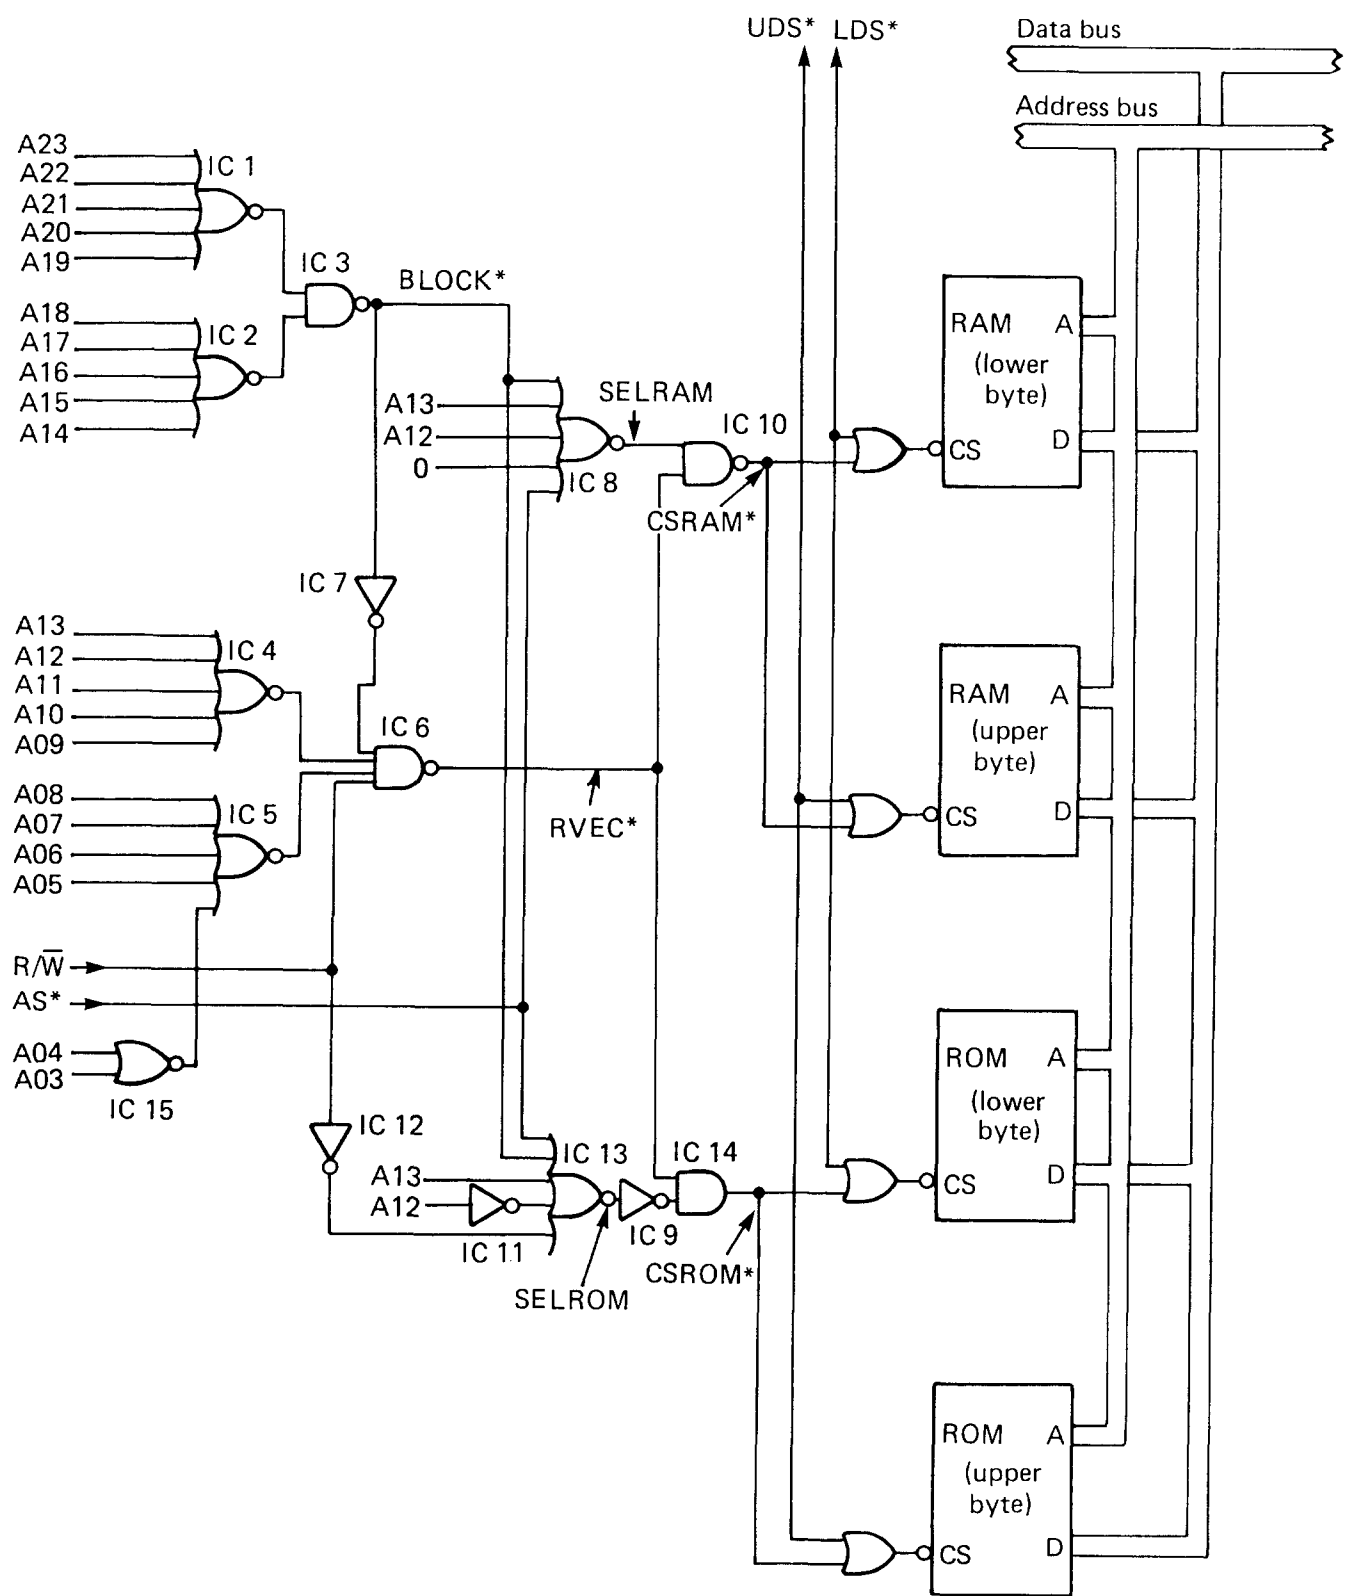 UDS* LDS*
Data bus
Address bus
A23
A22
A21
A20
A19
IC 1
IC 3
BLOCK*
A18
A17
A16
A15
A14
IC 2
A13
A12
0
IC 8
SELRAM
IC 10
CSRAM*
RAM A
(lower
byte)
D
CS
IC 7
A13
A12
A11
A10
A09
IC 4
IC 6
RVEC*
A08
A07
A06
A05
IC 5
RAM A
(upper
byte)
D
CS
R/W̅
AS*
A04
A03
IC 15
IC 12
A13
A12
IC 11
IC 13
SELROM
IC 9
IC 14
CSROM*
ROM A
(lower
byte)
D
CS
ROM A
(upper
byte)
D
CS